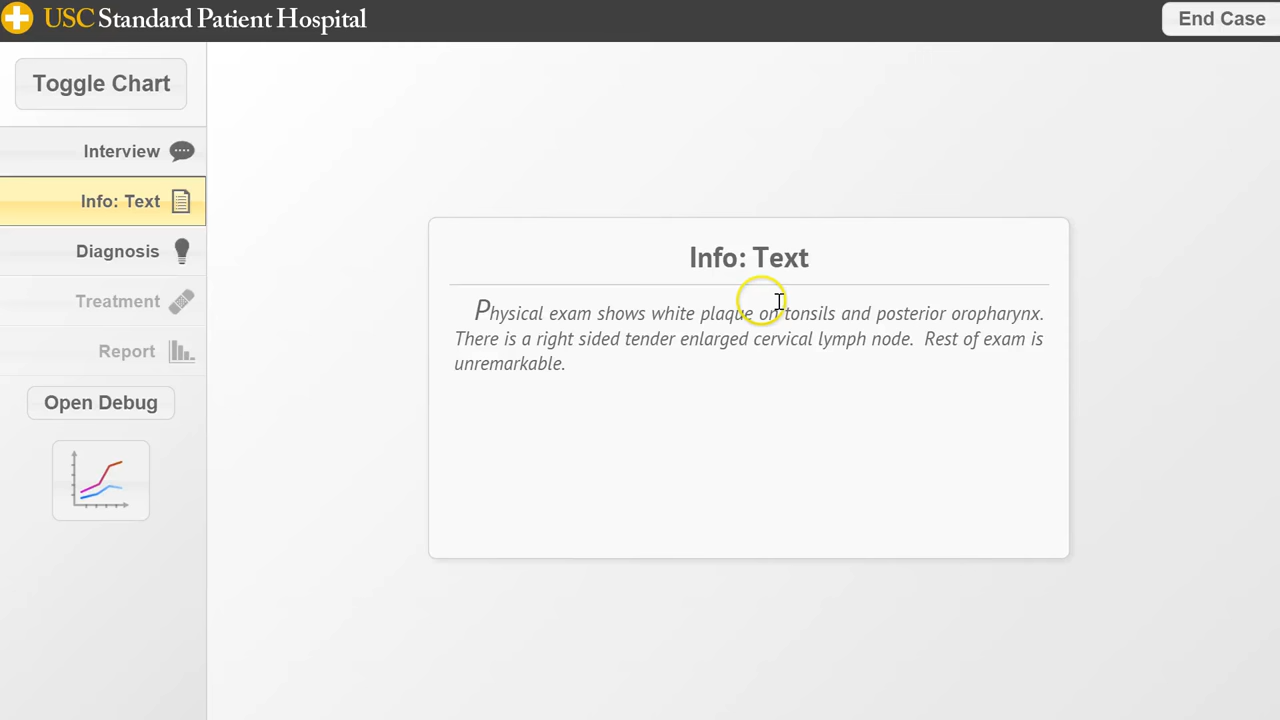 USC Standard Patient Hospital
End Case
Toggle Chart
Interview
Info: Text
Diagnosis
Treatment
Report
Open Debug
Info: Text
Physical exam shows white plaque on tonsils and posterior oropharynx.
There is a right sided tender enlarged cervical lymph node. Rest of exam is
unremarkable.